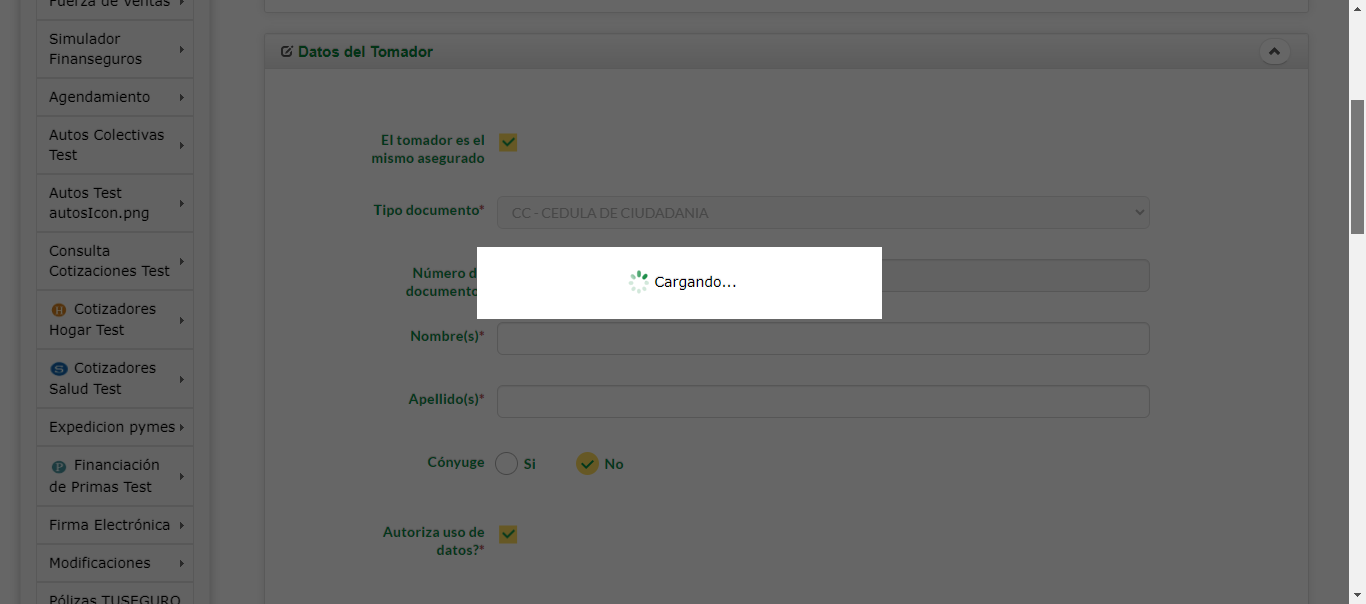 Fuerza de Ventas
Simulador
Finanseguros
Agendamiento
Autos Colectivas
Test
Autos Test
autosIcon.png
Consulta
Cotizaciones Test
H Cotizadores
Hogar Test
S Cotizadores
Salud Test
Expedicion pymes
P Financiación
de Primas Test
Firma Electrónica
Modificaciones
Pólizas TUSEGURO
Datos del Tomador
El tomador es el
mismo asegurado
Tipo documento*
CC - CEDULA DE CIUDADANIA
Número d
documento
Cargando...
Nombre(s)*
Apellido(s)*
Cónyuge
Si
No
Autoriza uso de
datos?*